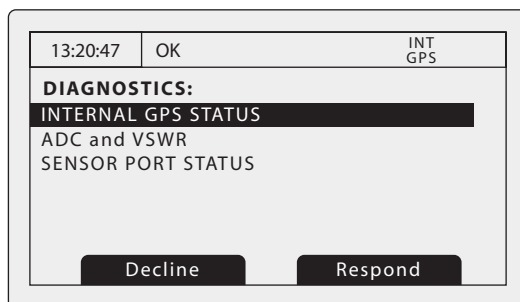 13:20:47 OK INT
GPS
DIAGNOSTICS:
INTERNAL GPS STATUS
ADC and VSWR
SENSOR PORT STATUS
Decline Respond